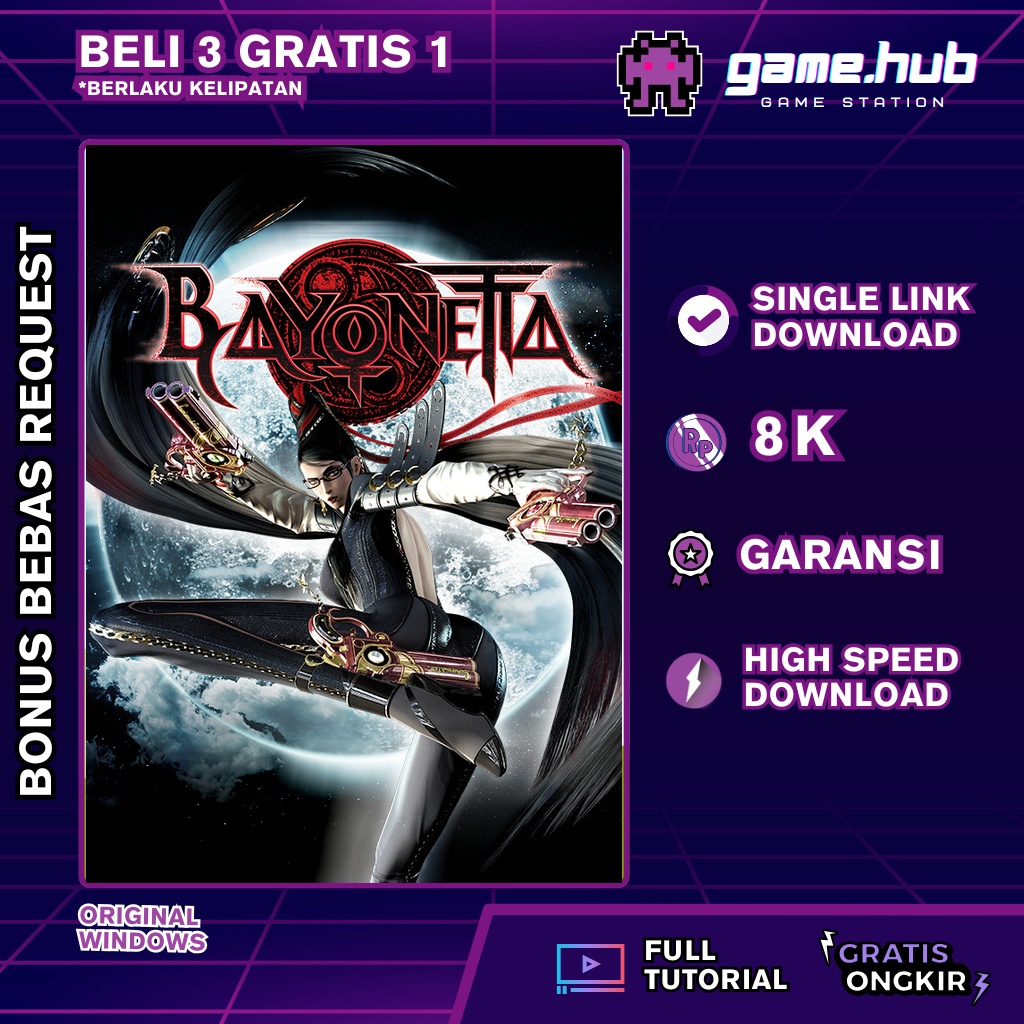 BELI 3 GRATIS 1
*BERLAKU KELIPATAN
game.hub
GAME STATION
BONUS BEBAS REQUEST
BAYONETTA
TM
SINGLE LINK
DOWNLOAD
Rp
8K
GARANSI
HIGH SPEED
DOWNLOAD
ORIGINAL
WINDOWS
FULL
TUTORIAL
GRATIS
ONGKIR